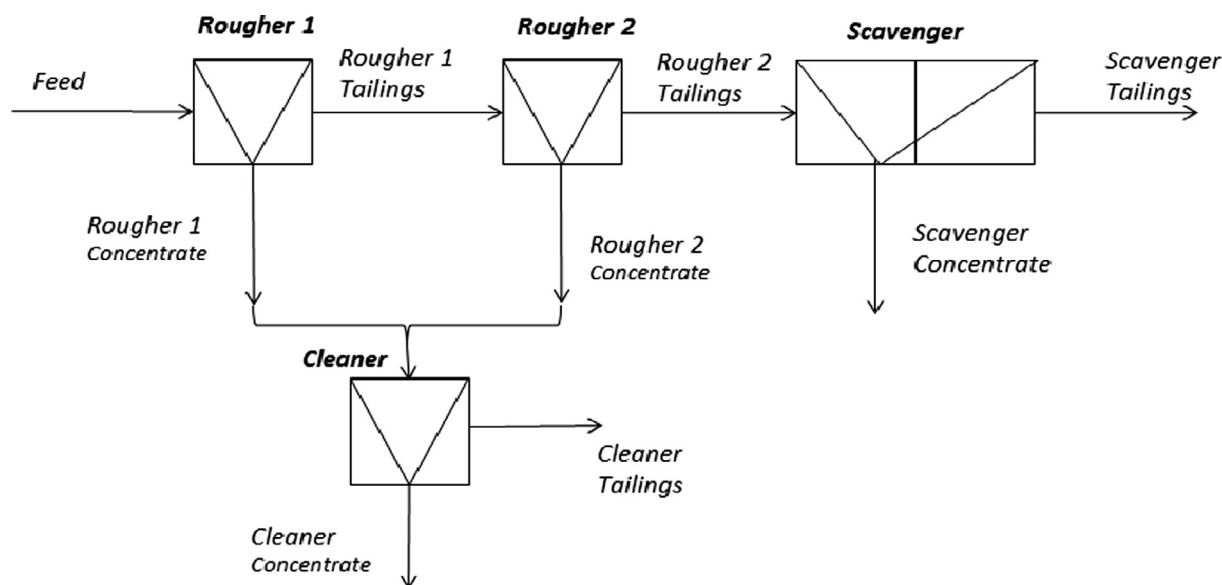 Rougher 1
Rougher 2
Scavenger
Feed
Rougher 1
Tailings
Rougher 2
Tailings
Scavenger
Tailings
Rougher 1
Concentrate
Rougher 2
Concentrate
Scavenger
Concentrate
Cleaner
Cleaner
Tailings
Cleaner
Concentrate